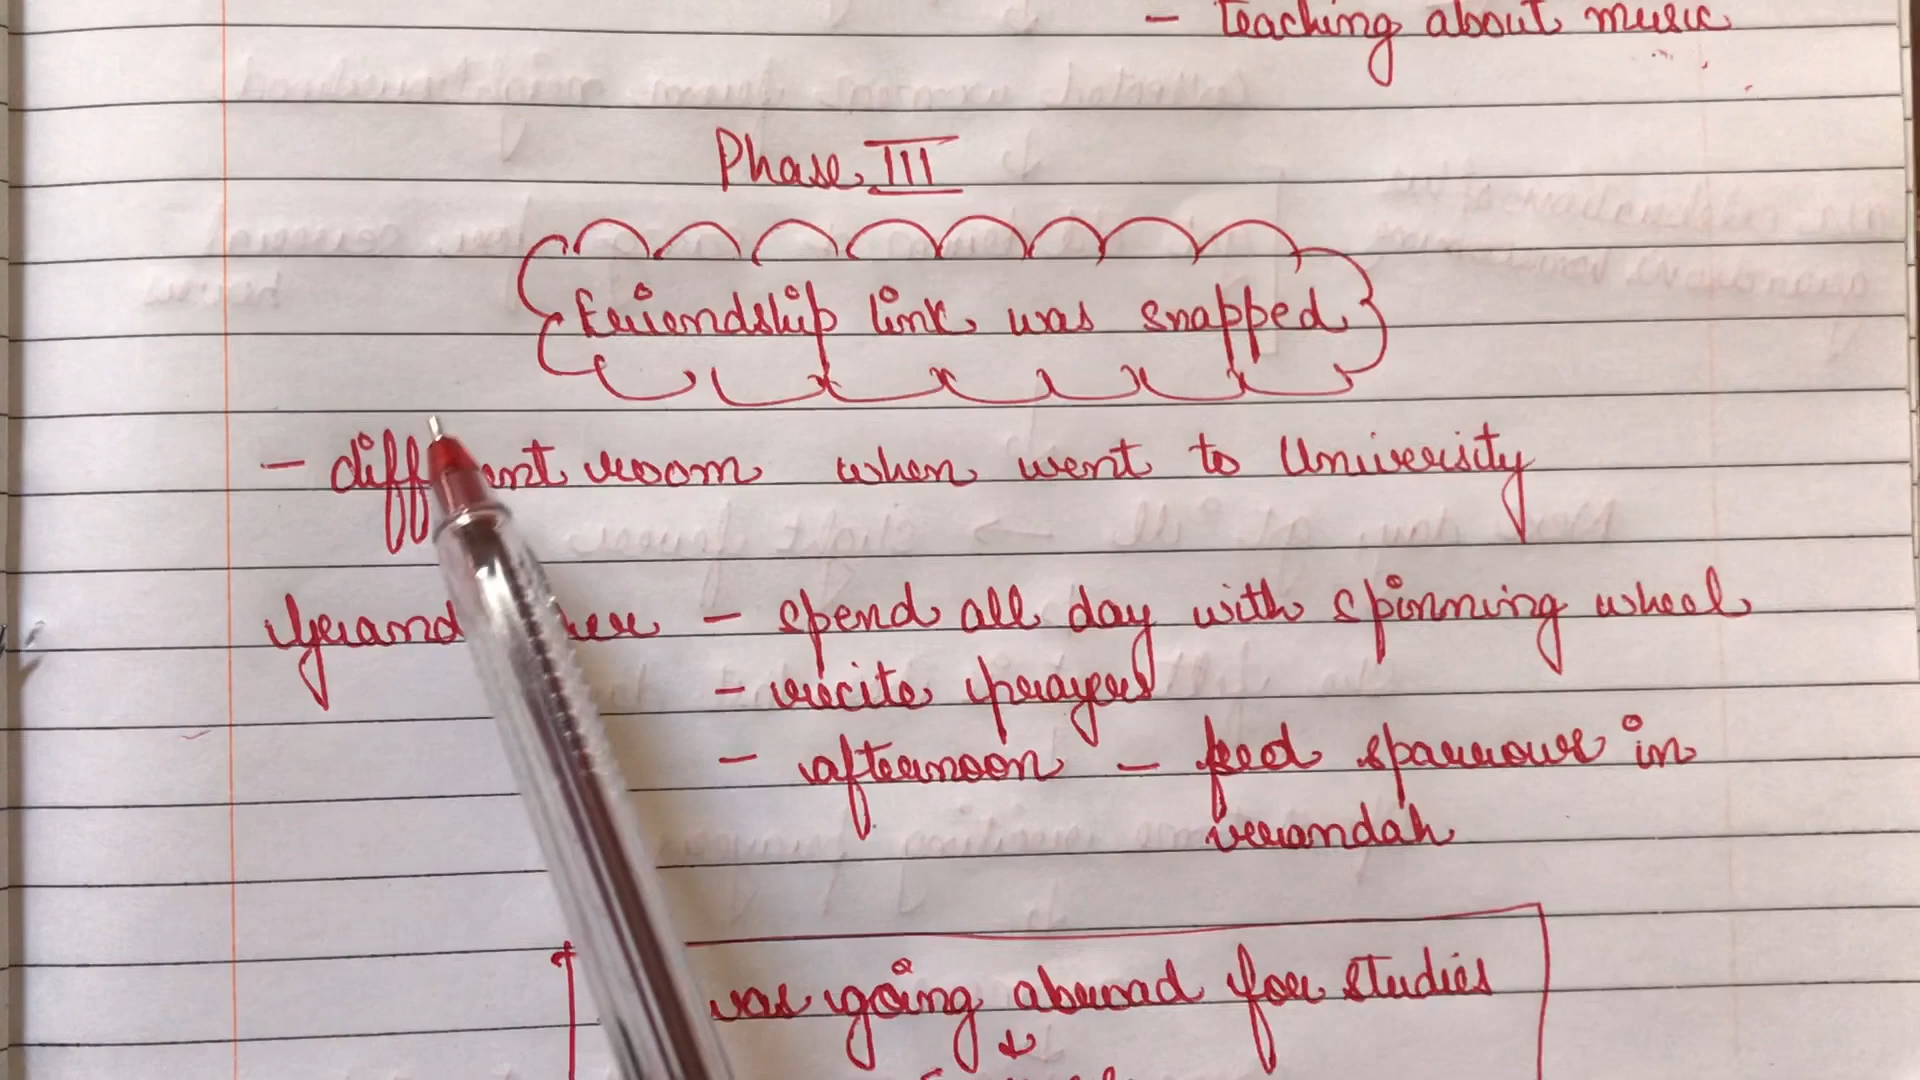 - teaching about music
Phase III
Friendship link was snapped
- different room when went to University
- spend all day with spinning wheel
- recite prayers
- afternoon - feed sparrows in
verandah
was going abroad for studies